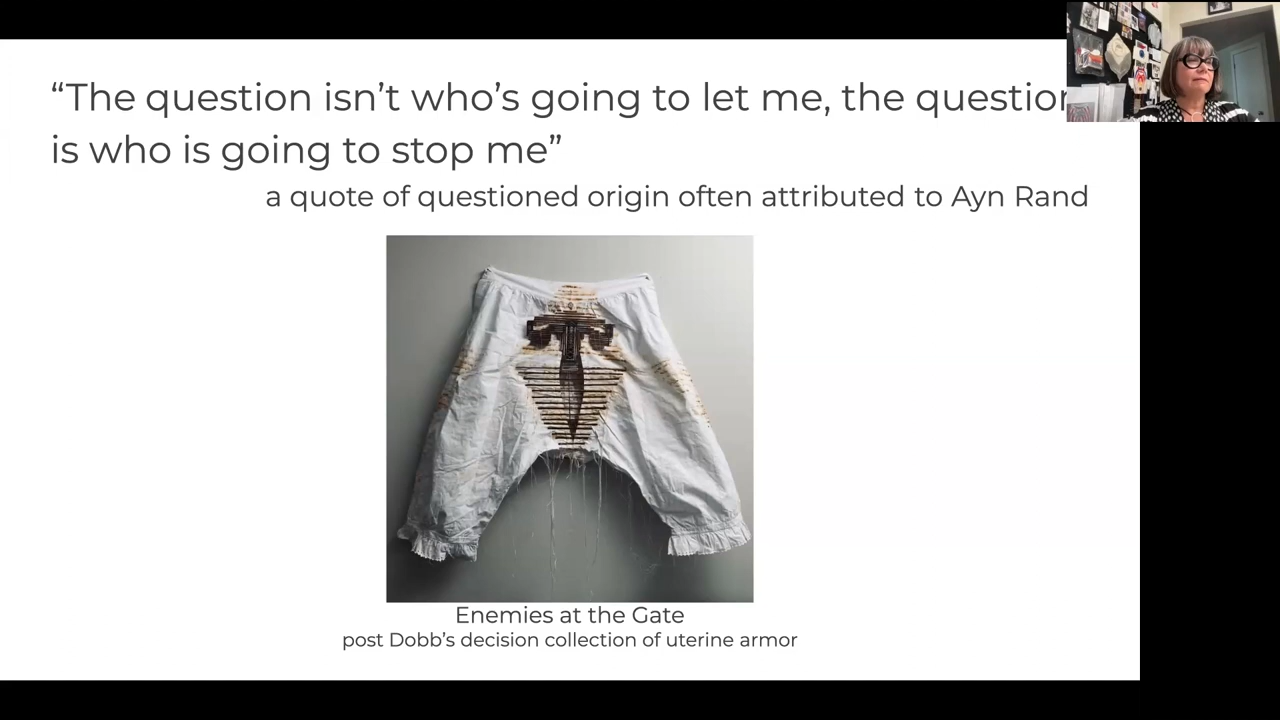 “The question isn’t who’s going to let me, the question
is who is going to stop me”
a quote of questioned origin often attributed to Ayn Rand
Enemies at the Gate
post Dobb’s decision collection of uterine armor